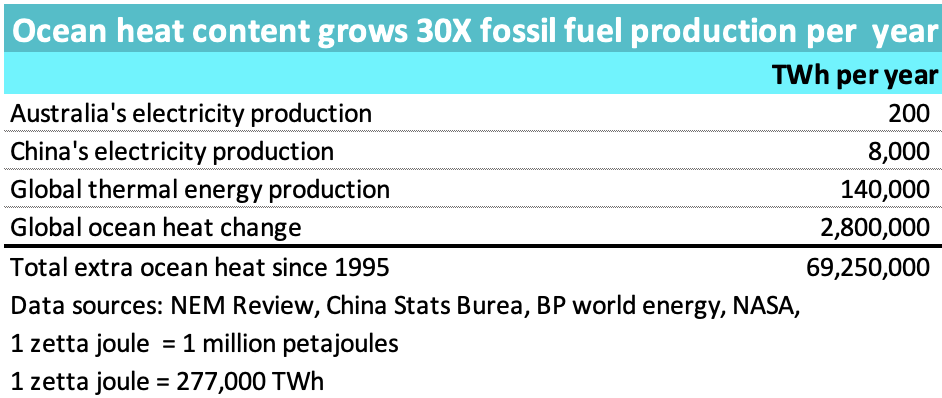 Ocean heat content grows 30X fossil fuel production per year
TWh per year
Australia's electricity production 200
China's electricity production 8,000
Global thermal energy production 140,000
Global ocean heat change 2,800,000
Total extra ocean heat since 1995 69,250,000
Data sources: NEM Review, China Stats Burea, BP world energy, NASA,
1 zetta joule = 1 million petajoules
1 zetta joule = 277,000 TWh